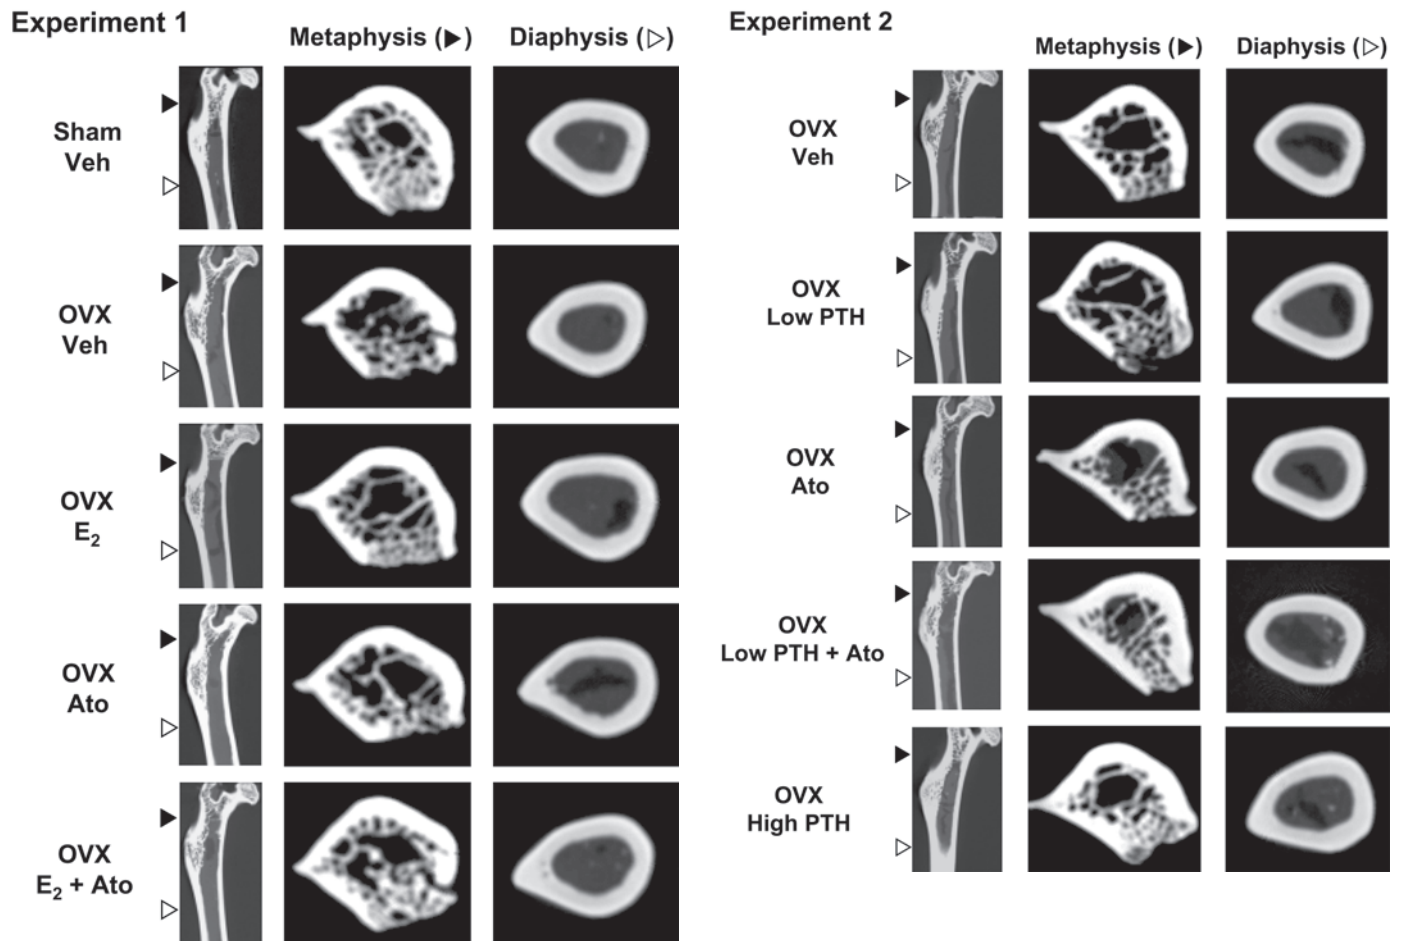 Experiment 1
Metaphysis (▶)
Diaphysis (▷)
Sham
Veh
OVX
Veh
OVX
E₂
OVX
Ato
OVX
E₂ + Ato
Experiment 2
Metaphysis (▶)
Diaphysis (▷)
OVX
Veh
OVX
Low PTH
OVX
Ato
OVX
Low PTH + Ato
OVX
High PTH